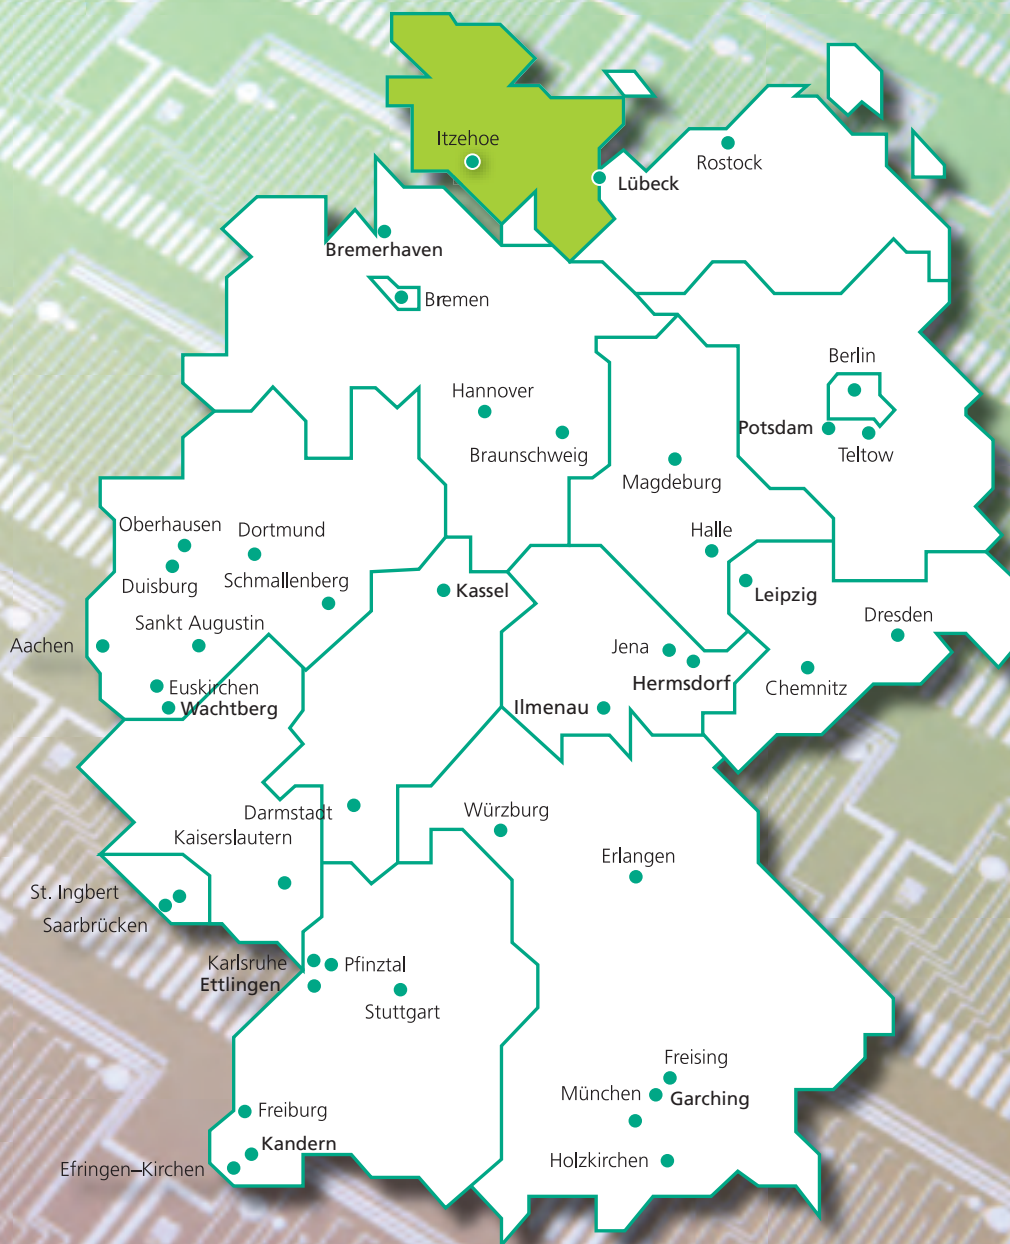 Itzehoe
Rostock
Lübeck
Bremerhaven
Bremen
Berlin
Hannover
Potsdam
Braunschweig
Teltow
Magdeburg
Oberhausen
Dortmund
Halle
Duisburg
Schmallenberg
Kassel
Leipzig
Sankt Augustin
Dresden
Aachen
Jena
Hermsdorf
Euskirchen
Chemnitz
Wachtberg
Ilmenau
Darmstadt
Würzburg
Kaiserslautern
Erlangen
St. Ingbert
Saarbrücken
Karlsruhe
Pfinztal
Ettlingen
Stuttgart
Freising
München
Garching
Freiburg
Kandern
Holzkirchen
Efringen–Kirchen